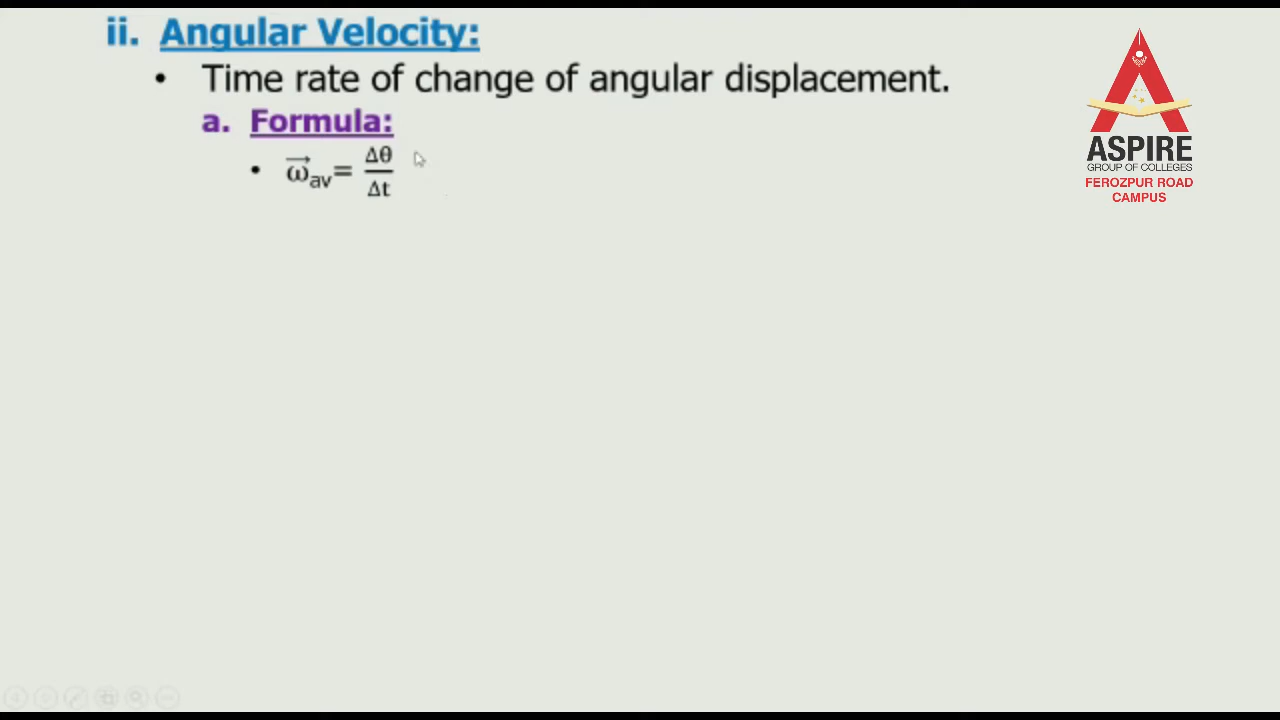 ii. Angular Velocity:
• Time rate of change of angular displacement.
a. Formula:
• ω⃗av= Δθ/Δt
ASPIRE
GROUP OF COLLEGES
FEROZPUR ROAD
CAMPUS